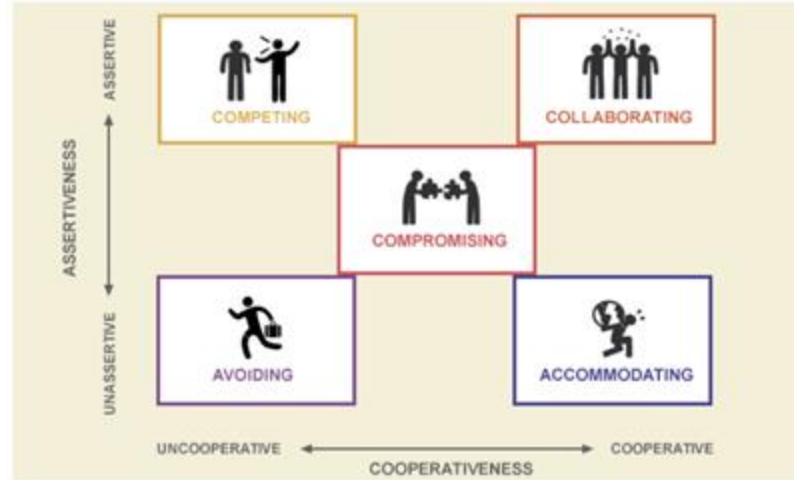 ASSERTIVE
COMPETING
COLLABORATING
ASSERTIVENESS
COMPROMISING
UNASSERTIVE
AVOIDING
ACCOMMODATING
UNCOOPERATIVE
COOPERATIVE
COOPERATIVENESS